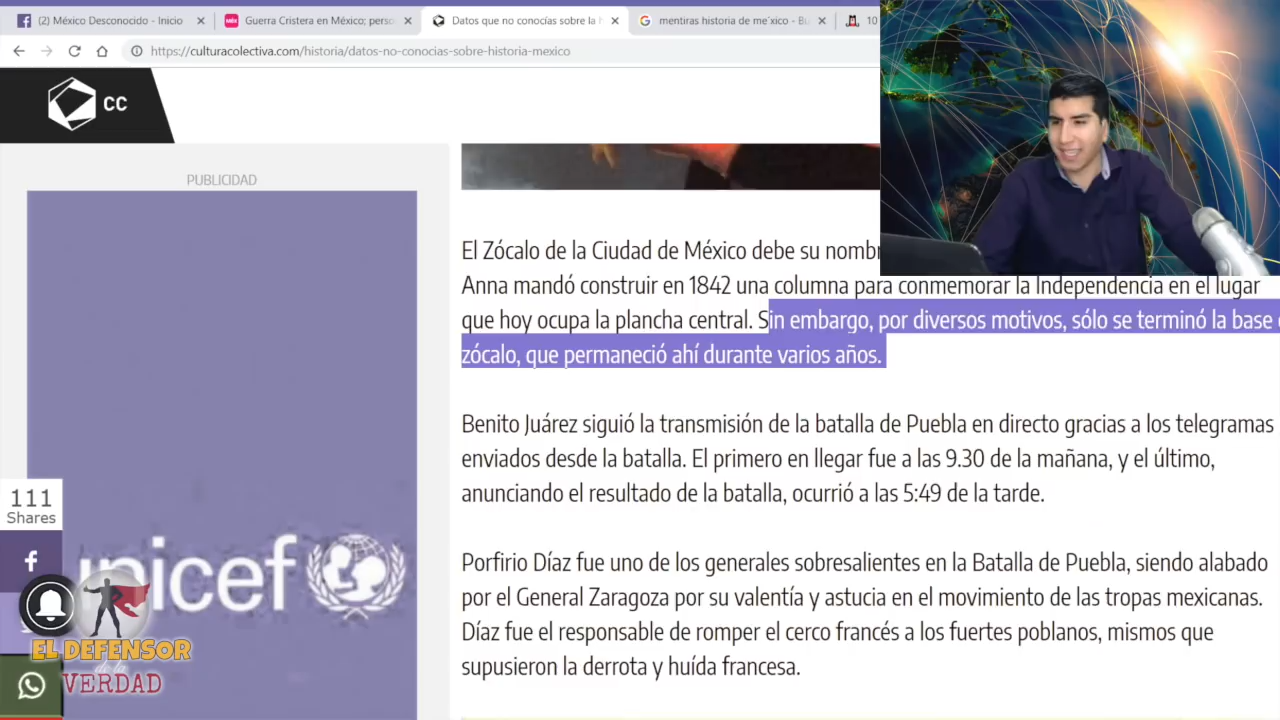 (2) México Desconocido - Inicio
Guerra Cristera en México; perso
Datos que no conocías sobre la h
mentiras historia de me´xico - Bu
10
https://culturacolectiva.com/historia/datos-no-conocias-sobre-historia-mexico
CC
PUBLICIDAD
El Zócalo de la Ciudad de México debe su nombr
Anna mandó construir en 1842 una columna para conmemorar la Independencia en el lugar
que hoy ocupa la plancha central. Sin embargo, por diversos motivos, sólo se terminó la base
zócalo, que permaneció ahí durante varios años.
Benito Juárez siguió la transmisión de la batalla de Puebla en directo gracias a los telegramas
enviados desde la batalla. El primero en llegar fue a las 9.30 de la mañana, y el último,
anunciando el resultado de la batalla, ocurrió a las 5:49 de la tarde.
Porfirio Díaz fue uno de los generales sobresalientes en la Batalla de Puebla, siendo alabado
por el General Zaragoza por su valentía y astucia en el movimiento de las tropas mexicanas.
Díaz fue el responsable de romper el cerco francés a los fuertes poblanos, mismos que
supusieron la derrota y huída francesa.
111
Shares
unicef
EL DEFENSOR
de la
VERDAD